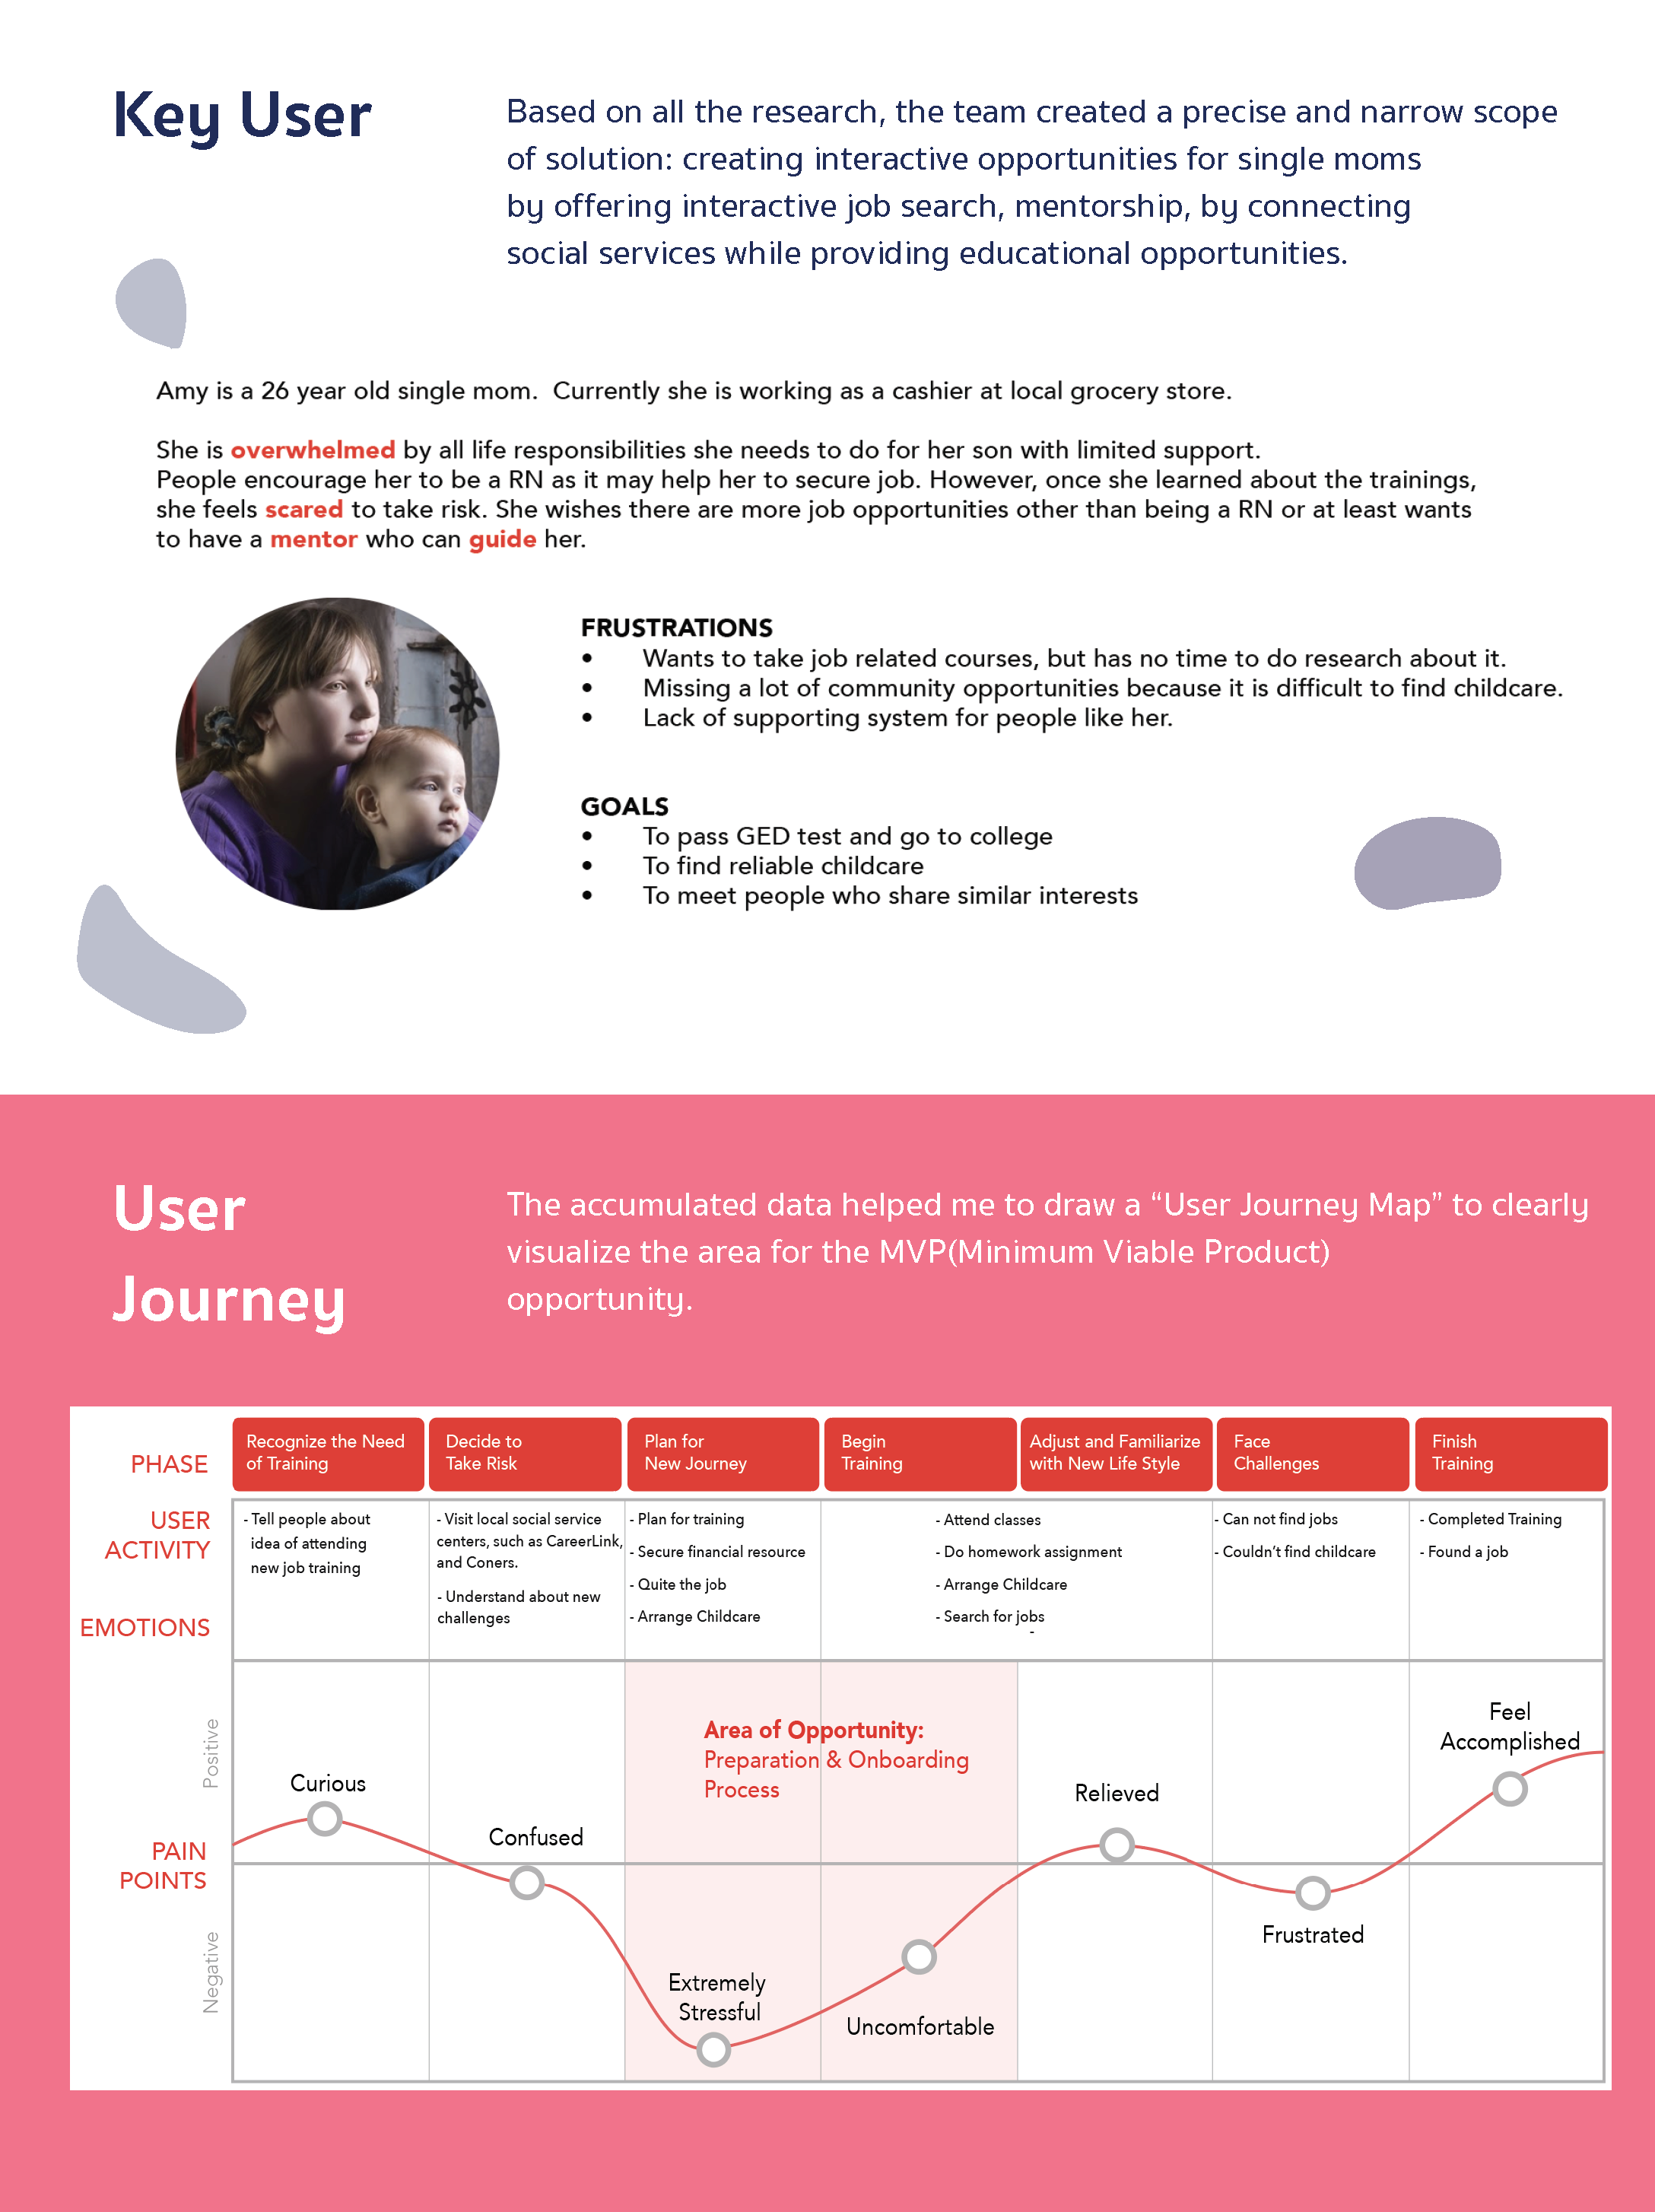 Key User
Based on all the research, the team created a precise and narrow scope
of solution: creating interactive opportunities for single moms
by offering interactive job search, mentorship, by connecting
social services while providing educational opportunities.
Amy is a 26 year old single mom.  Currently she is working as a cashier at local grocery store.
She is overwhelmed by all life responsibilities she needs to do for her son with limited support.
People encourage her to be a RN as it may help her to secure job. However, once she learned about the trainings,
she feels scared to take risk. She wishes there are more job opportunities other than being a RN or at least wants
to have a mentor who can guide her.
FRUSTRATIONS
• Wants to take job related courses, but has no time to do research about it.
• Missing a lot of community opportunities because it is difficult to find childcare.
• Lack of supporting system for people like her.
GOALS
• To pass GED test and go to college
• To find reliable childcare
• To meet people who share similar interests
User
Journey
The accumulated data helped me to draw a “User Journey Map” to clearly
visualize the area for the MVP(Minimum Viable Product)
opportunity.
PHASE
Recognize the Need
of Training
Decide to
Take Risk
Plan for
New Journey
Begin
Training
Adjust and Familiarize
with New Life Style
Face
Challenges
Finish
Training
USER
ACTIVITY
- Tell people about
idea of attending
new job training
- Visit local social service
centers, such as CareerLink,
and Coners.
- Understand about new
challenges
- Plan for training
- Secure financial resource
- Quite the job
- Arrange Childcare
- Attend classes
- Do homework assignment
- Arrange Childcare
- Search for jobs
-
- Can not find jobs
- Couldn’t find childcare
- Completed Training
- Found a job
EMOTIONS
Positive
Curious
Confused
Area of Opportunity:
Preparation & Onboarding
Process
Relieved
Feel
Accomplished
PAIN
POINTS
Negative
Extremely
Stressful
Uncomfortable
Frustrated